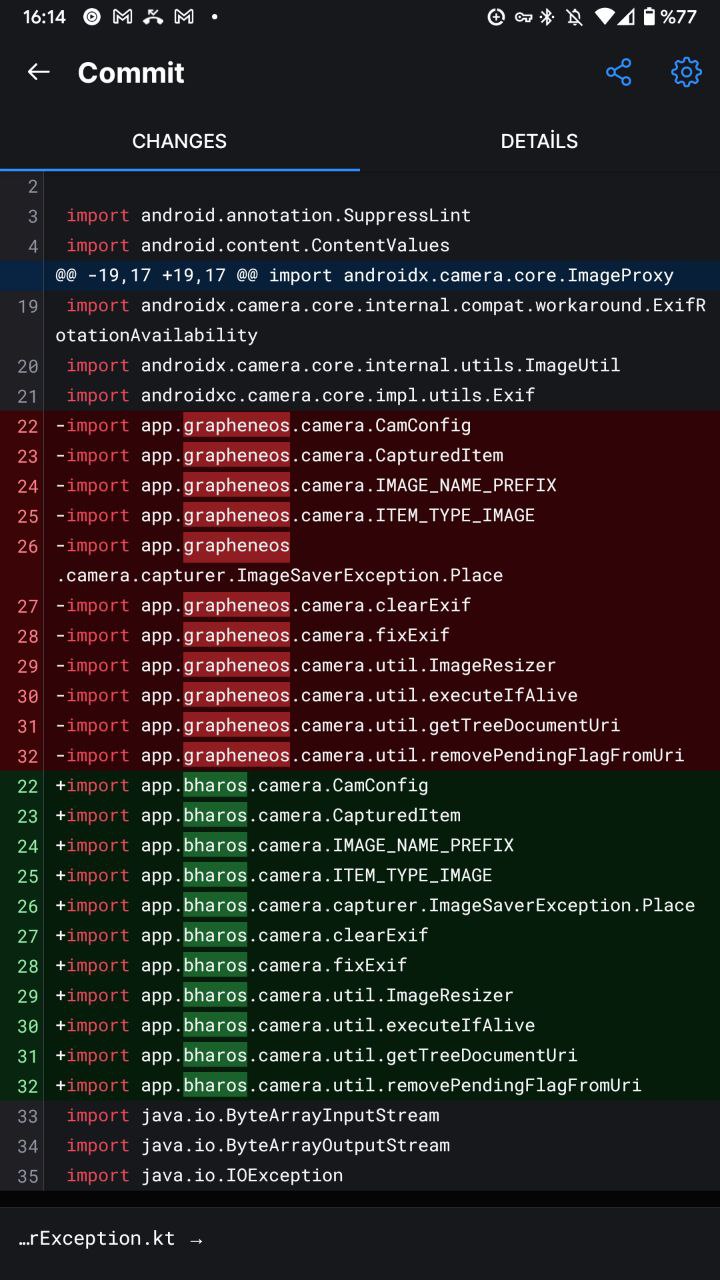 16:14 %77
Commit
CHANGES DETAİLS
2
3 import android.annotation.SuppressLint
4 import android.content.ContentValues
@@ -19,17 +19,17 @@ import androidx.camera.core.ImageProxy
19 import androidx.camera.core.internal.compat.workaround.ExifR
otationAvailability
20 import androidx.camera.core.internal.utils.ImageUtil
21 import androidxc.camera.core.impl.utils.Exif
22 -import app.grapheneos.camera.CamConfig
23 -import app.grapheneos.camera.CapturedItem
24 -import app.grapheneos.camera.IMAGE_NAME_PREFIX
25 -import app.grapheneos.camera.ITEM_TYPE_IMAGE
26 -import app.grapheneos
.camera.capturer.ImageSaverException.Place
27 -import app.grapheneos.camera.clearExif
28 -import app.grapheneos.camera.fixExif
29 -import app.grapheneos.camera.util.ImageResizer
30 -import app.grapheneos.camera.util.executeIfAlive
31 -import app.grapheneos.camera.util.getTreeDocumentUri
32 -import app.grapheneos.camera.util.removePendingFlagFromUri
22 +import app.bharos.camera.CamConfig
23 +import app.bharos.camera.CapturedItem
24 +import app.bharos.camera.IMAGE_NAME_PREFIX
25 +import app.bharos.camera.ITEM_TYPE_IMAGE
26 +import app.bharos.camera.capturer.ImageSaverException.Place
27 +import app.bharos.camera.clearExif
28 +import app.bharos.camera.fixExif
29 +import app.bharos.camera.util.ImageResizer
30 +import app.bharos.camera.util.executeIfAlive
31 +import app.bharos.camera.util.getTreeDocumentUri
32 +import app.bharos.camera.util.removePendingFlagFromUri
33 import java.io.ByteArrayInputStream
34 import java.io.ByteArrayOutputStream
35 import java.io.IOException
…rException.kt →